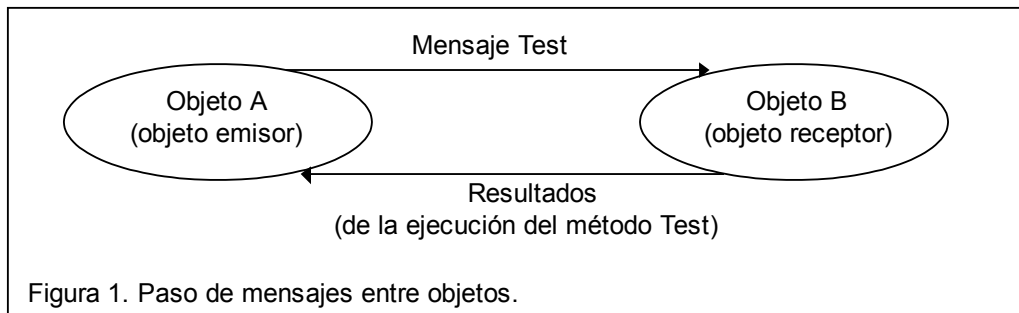 Mensaje Test
Objeto A
(objeto emisor)
Objeto B
(objeto receptor)
Resultados
(de la ejecución del método Test)
Figura 1. Paso de mensajes entre objetos.